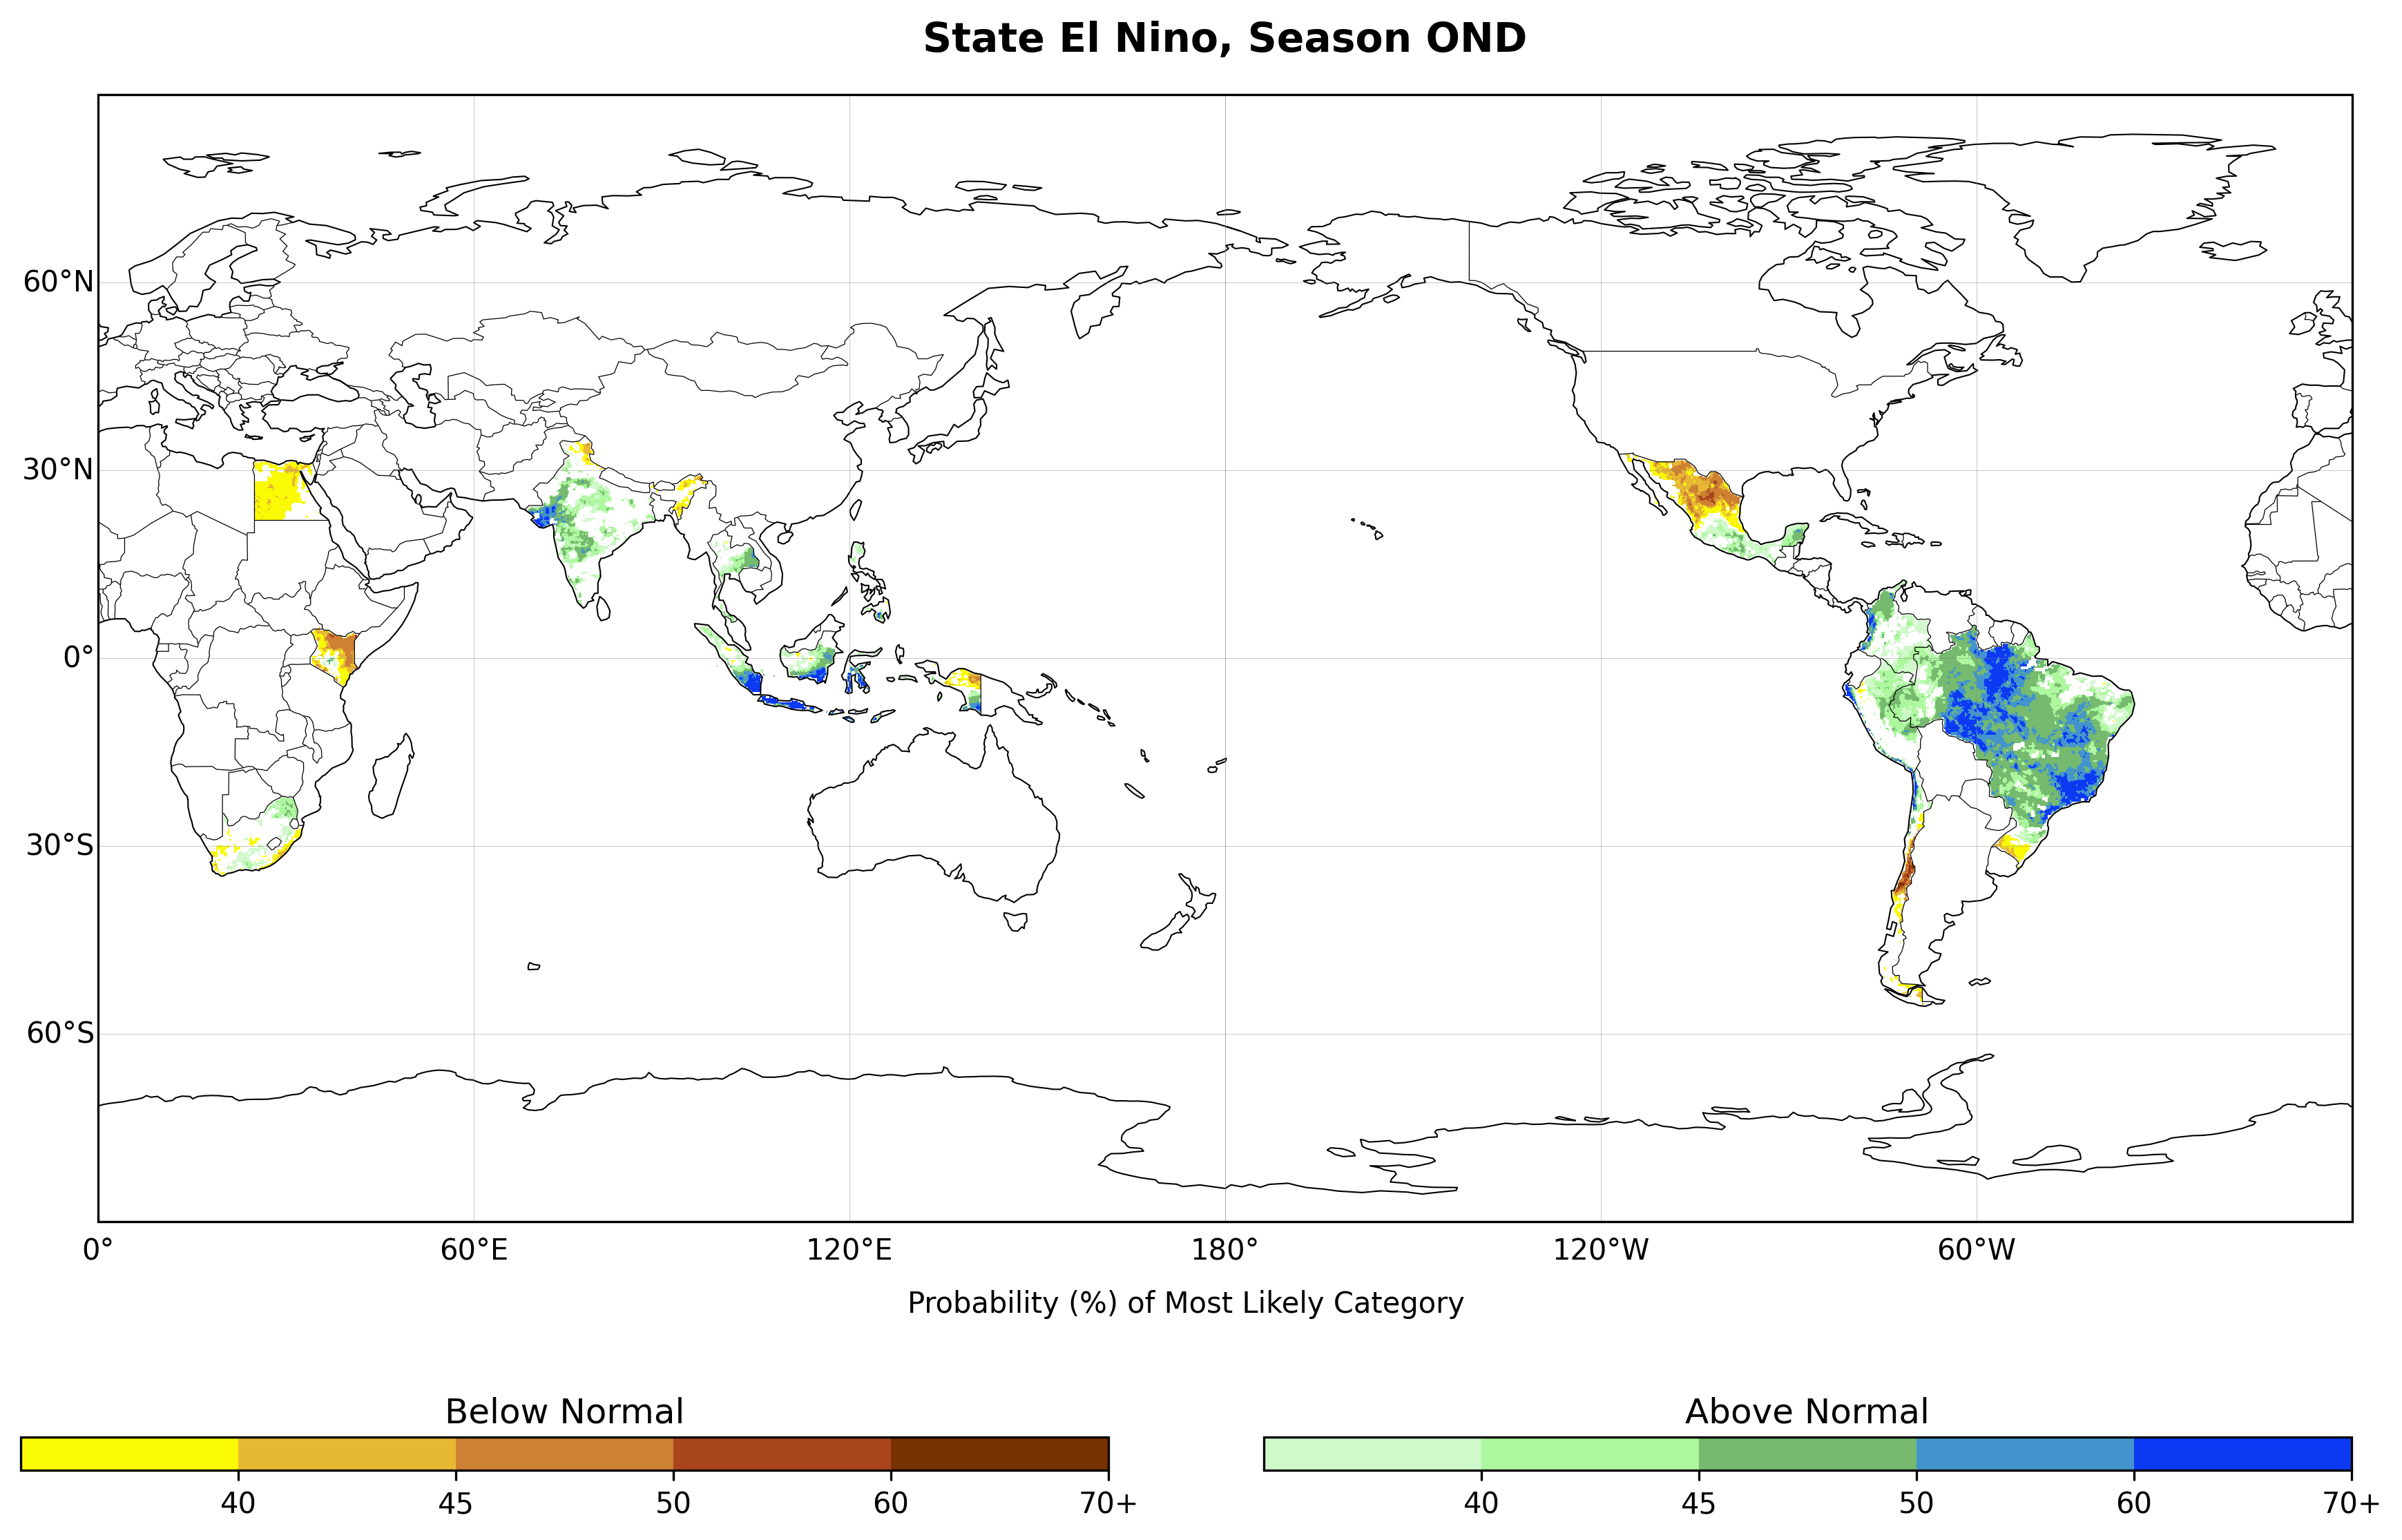 State El Nino, Season OND
60°N
30°N
0°
30°S
60°S
0° 60°E 120°E 180° 120°W 60°W
Probability (%) of Most Likely Category
Below Normal
40 45 50 60 70+
Above Normal
40 45 50 60 70+